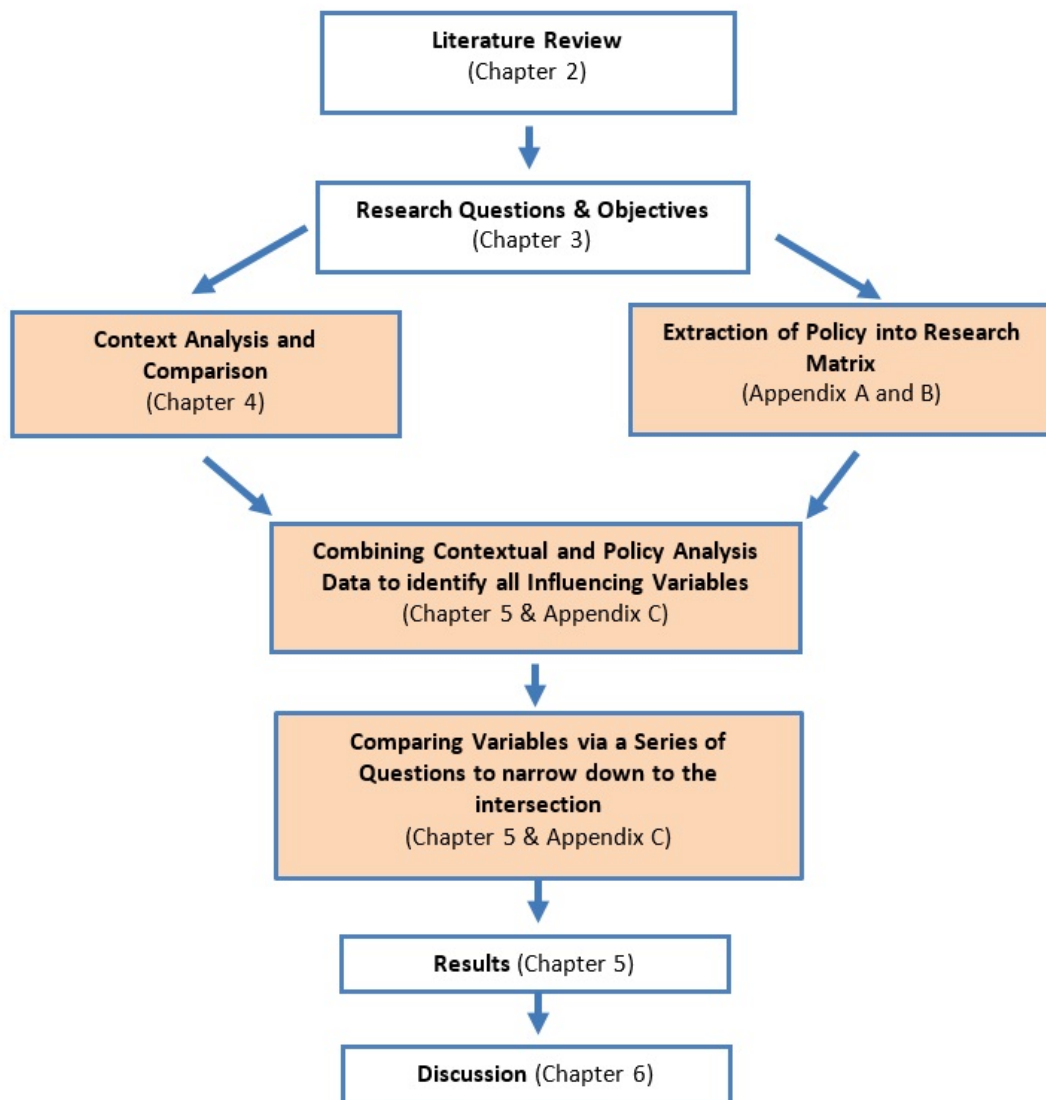 Literature Review
(Chapter 2)
Research Questions & Objectives
(Chapter 3)
Context Analysis and
Comparison
(Chapter 4)
Extraction of Policy into Research
Matrix
(Appendix A and B)
Combining Contextual and Policy Analysis
Data to identify all Influencing Variables
(Chapter 5 & Appendix C)
Comparing Variables via a Series of
Questions to narrow down to the
intersection
(Chapter 5 & Appendix C)
Results (Chapter 5)
Discussion (Chapter 6)